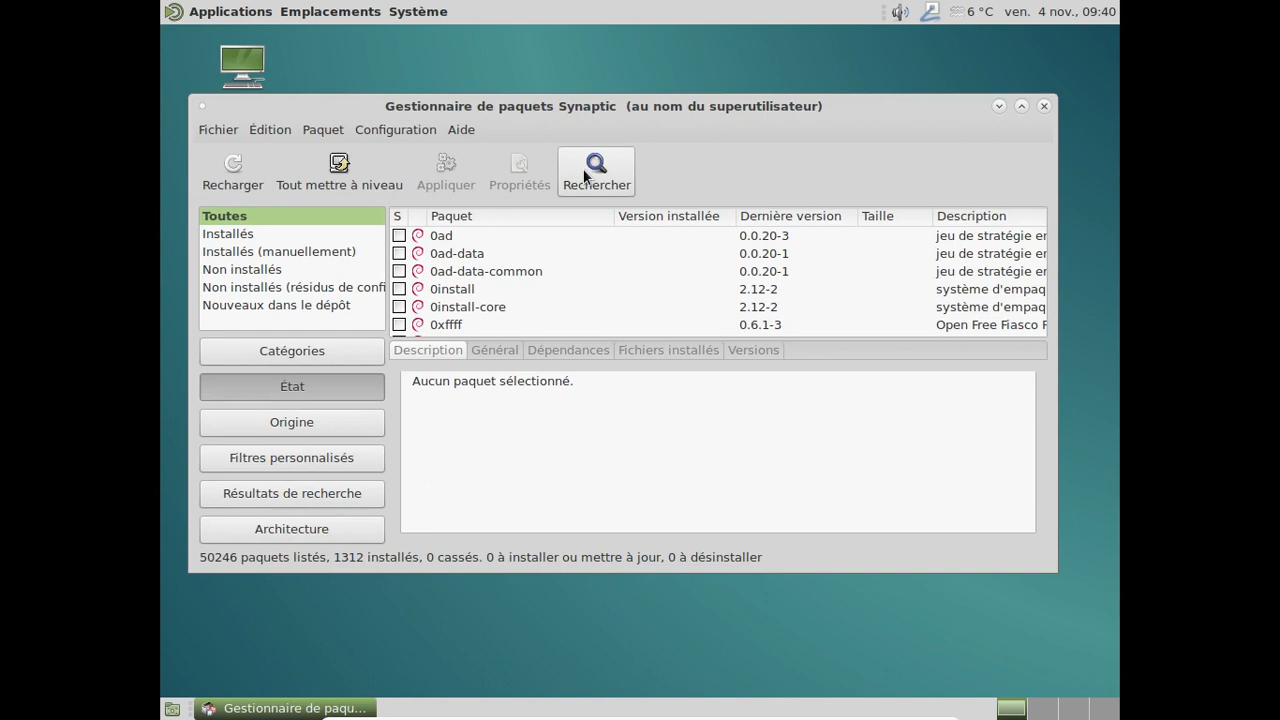 Applications Emplacements Système 6 °C ven. 4 nov., 09:40
Gestionnaire de paquets Synaptic (au nom du superutilisateur)
Fichier Édition Paquet Configuration Aide
Recharger Tout mettre à niveau Appliquer Propriétés Rechercher
Toutes
Installés
Installés (manuellement)
Non installés
Non installés (résidus de confi
Nouveaux dans le dépôt
S Paquet Version installée Dernière version Taille Description
0ad 0.0.20-3 jeu de stratégie en
0ad-data 0.0.20-1 jeu de stratégie en
0ad-data-common 0.0.20-1 jeu de stratégie en
0install 2.12-2 système d'empaq
0install-core 2.12-2 système d'empaq
0xffff 0.6.1-3 Open Free Fiasco F
Catégories
État
Origine
Filtres personnalisés
Résultats de recherche
Architecture
Description Général Dépendances Fichiers installés Versions
Aucun paquet sélectionné.
50246 paquets listés, 1312 installés, 0 cassés. 0 à installer ou mettre à jour, 0 à désinstaller
Gestionnaire de paqu...